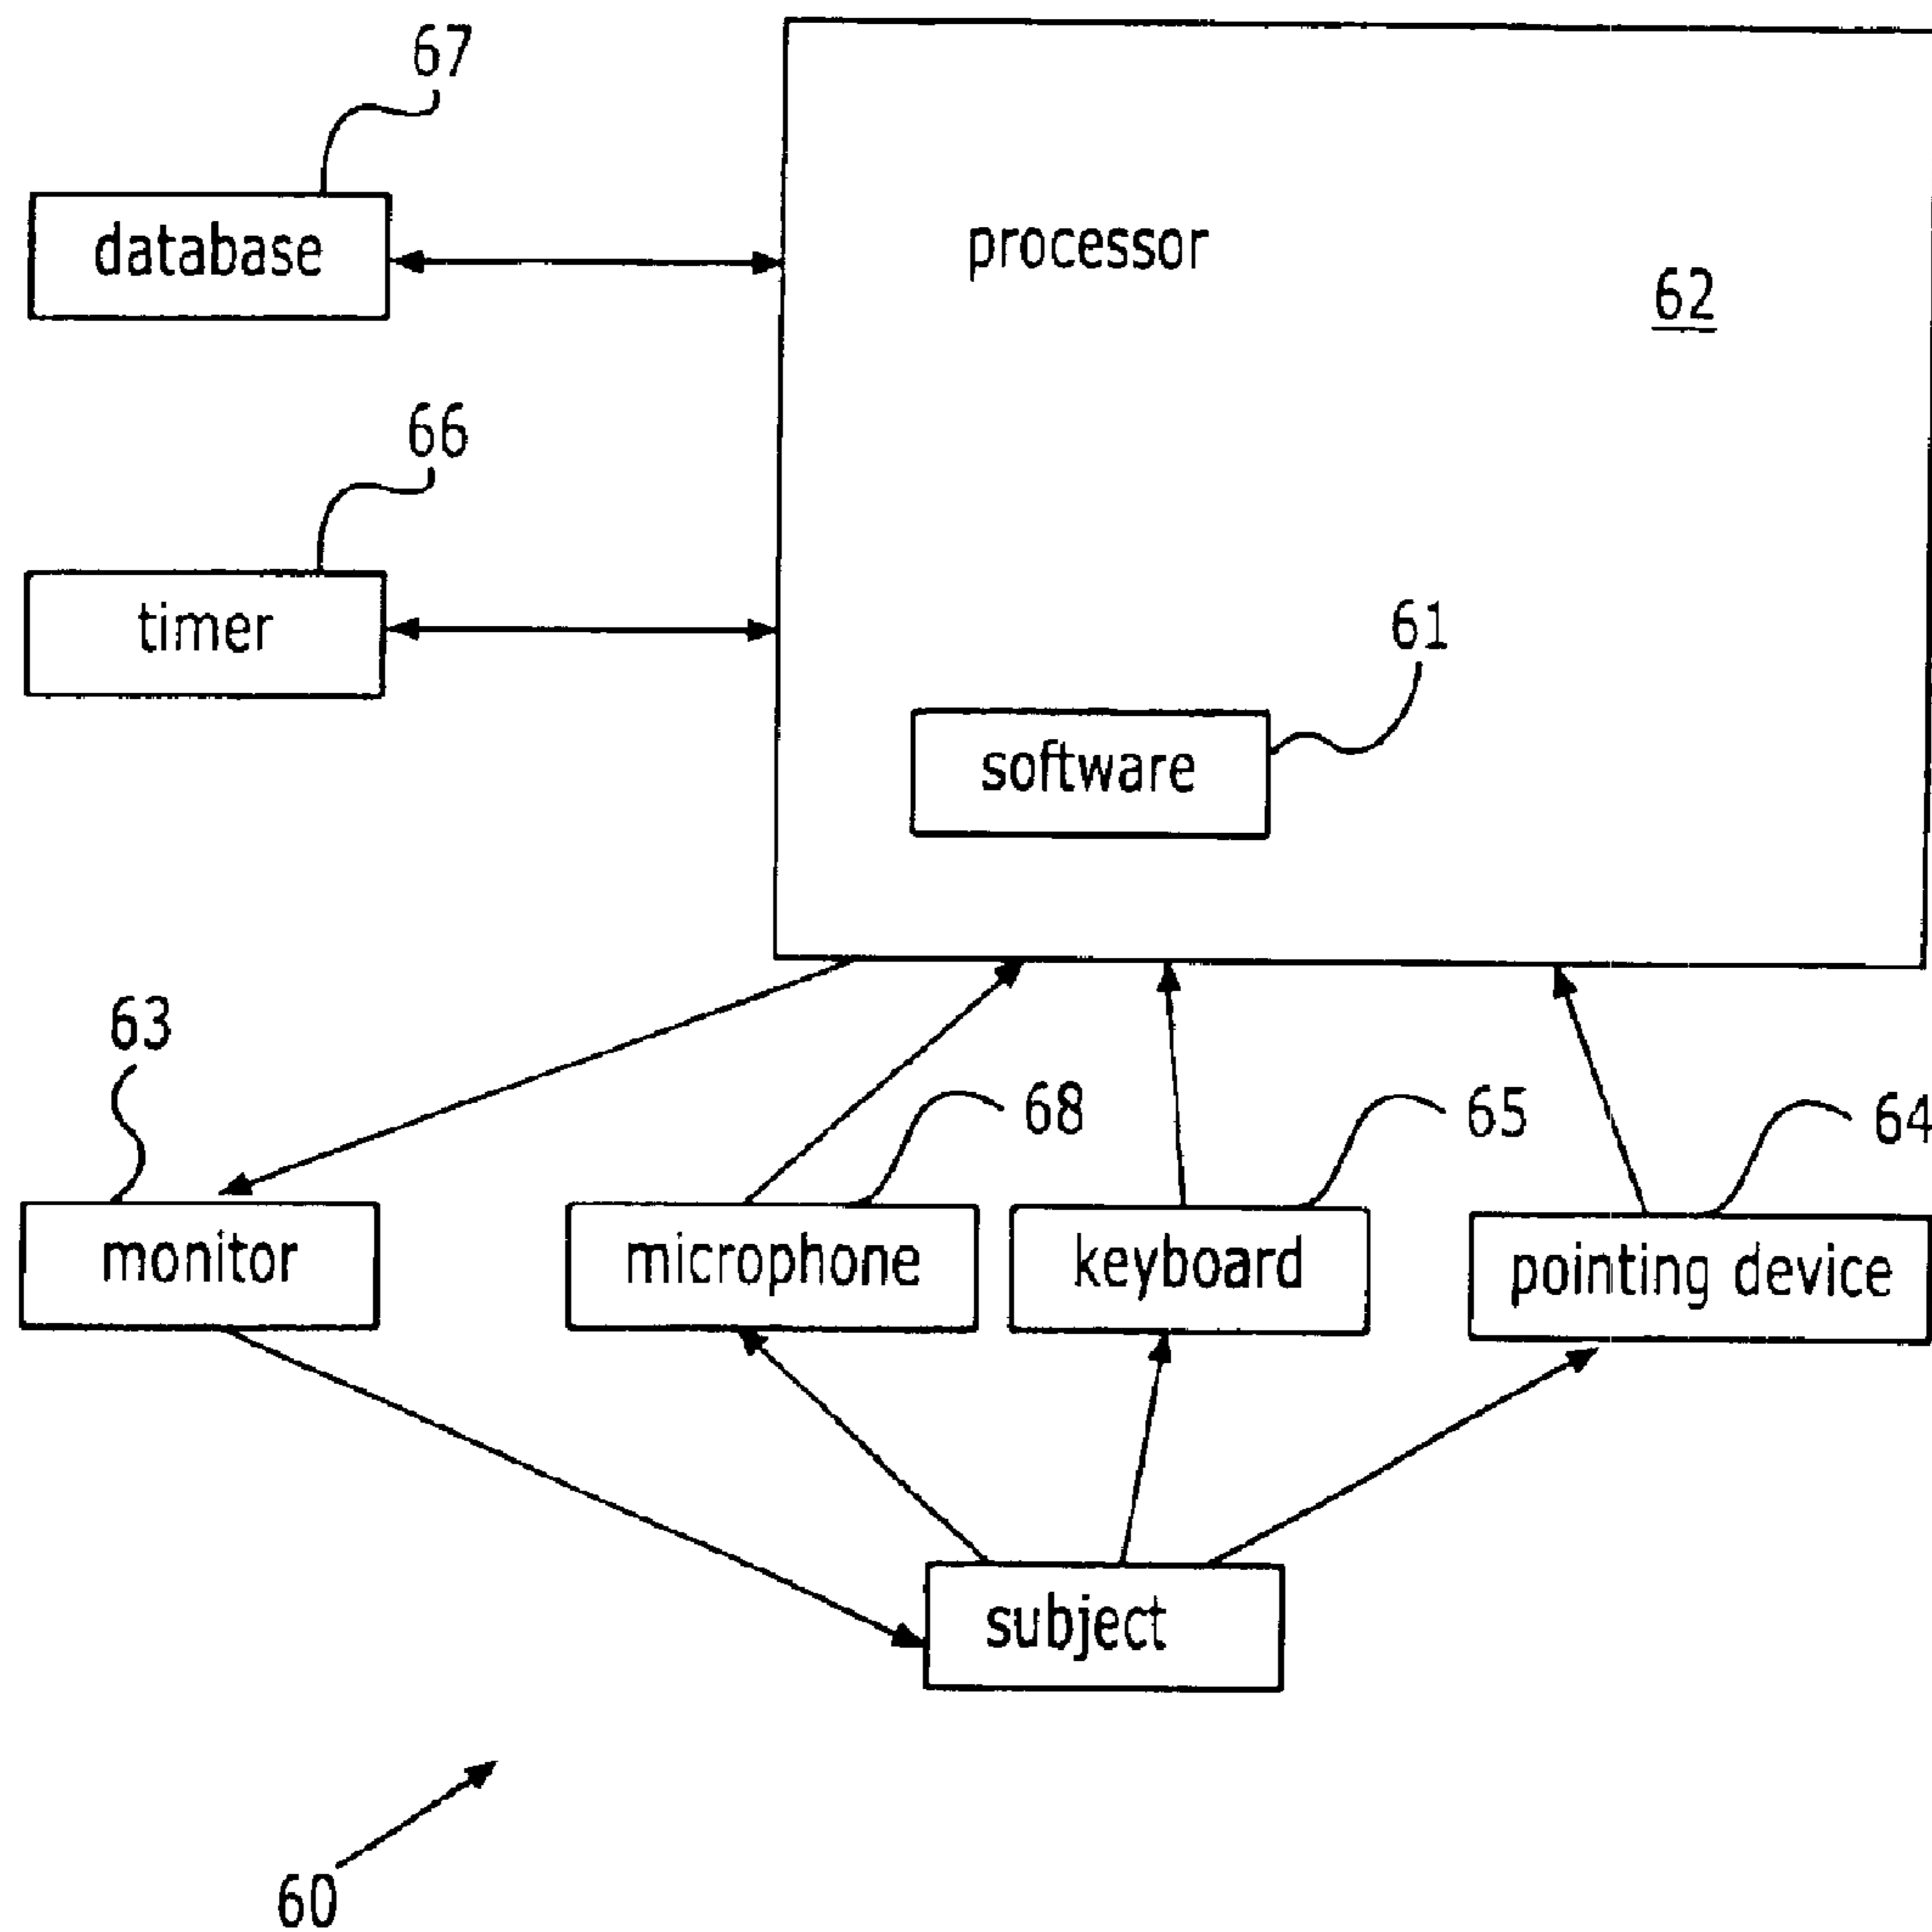 67
database
processor
62
66
timer
61
software
63
68
65
64
monitor
microphone
keyboard
pointing device
subject
60